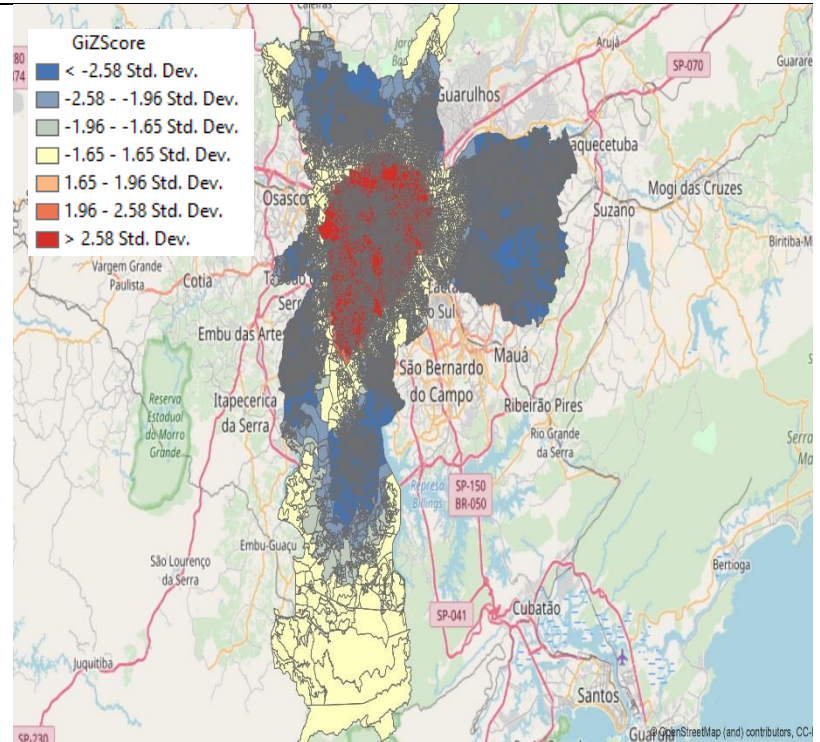 GiZScore
< -2.58 Std. Dev.
-2.58 - -1.96 Std. Dev.
-1.96 - -1.65 Std. Dev.
-1.65 - 1.65 Std. Dev.
1.65 - 1.96 Std. Dev.
1.96 - 2.58 Std. Dev.
> 2.58 Std. Dev.
Caieiras
Arujá
SP-070
Guarulhos
aquecetuba
Mogi das Cruzes
Osasco
Suzano
Vargem Grande
Paulista
Cotia
Embu das Artes
São Bernardo
do Campo
Mauá
Ribeirão Pires
Itapecerica
da Serra
Reserva
Estadual
do Morro
Grande
Rio Grande
da Serra
SP-150
BR-050
Represa
Billings
Embu-Guaçu
São Lourenço
da Serra
Bertioga
SP-041
Cubatão
Juquitiba
Santos
SP-230
Guarujá
OpenStreetMap (and) contributors, CC-